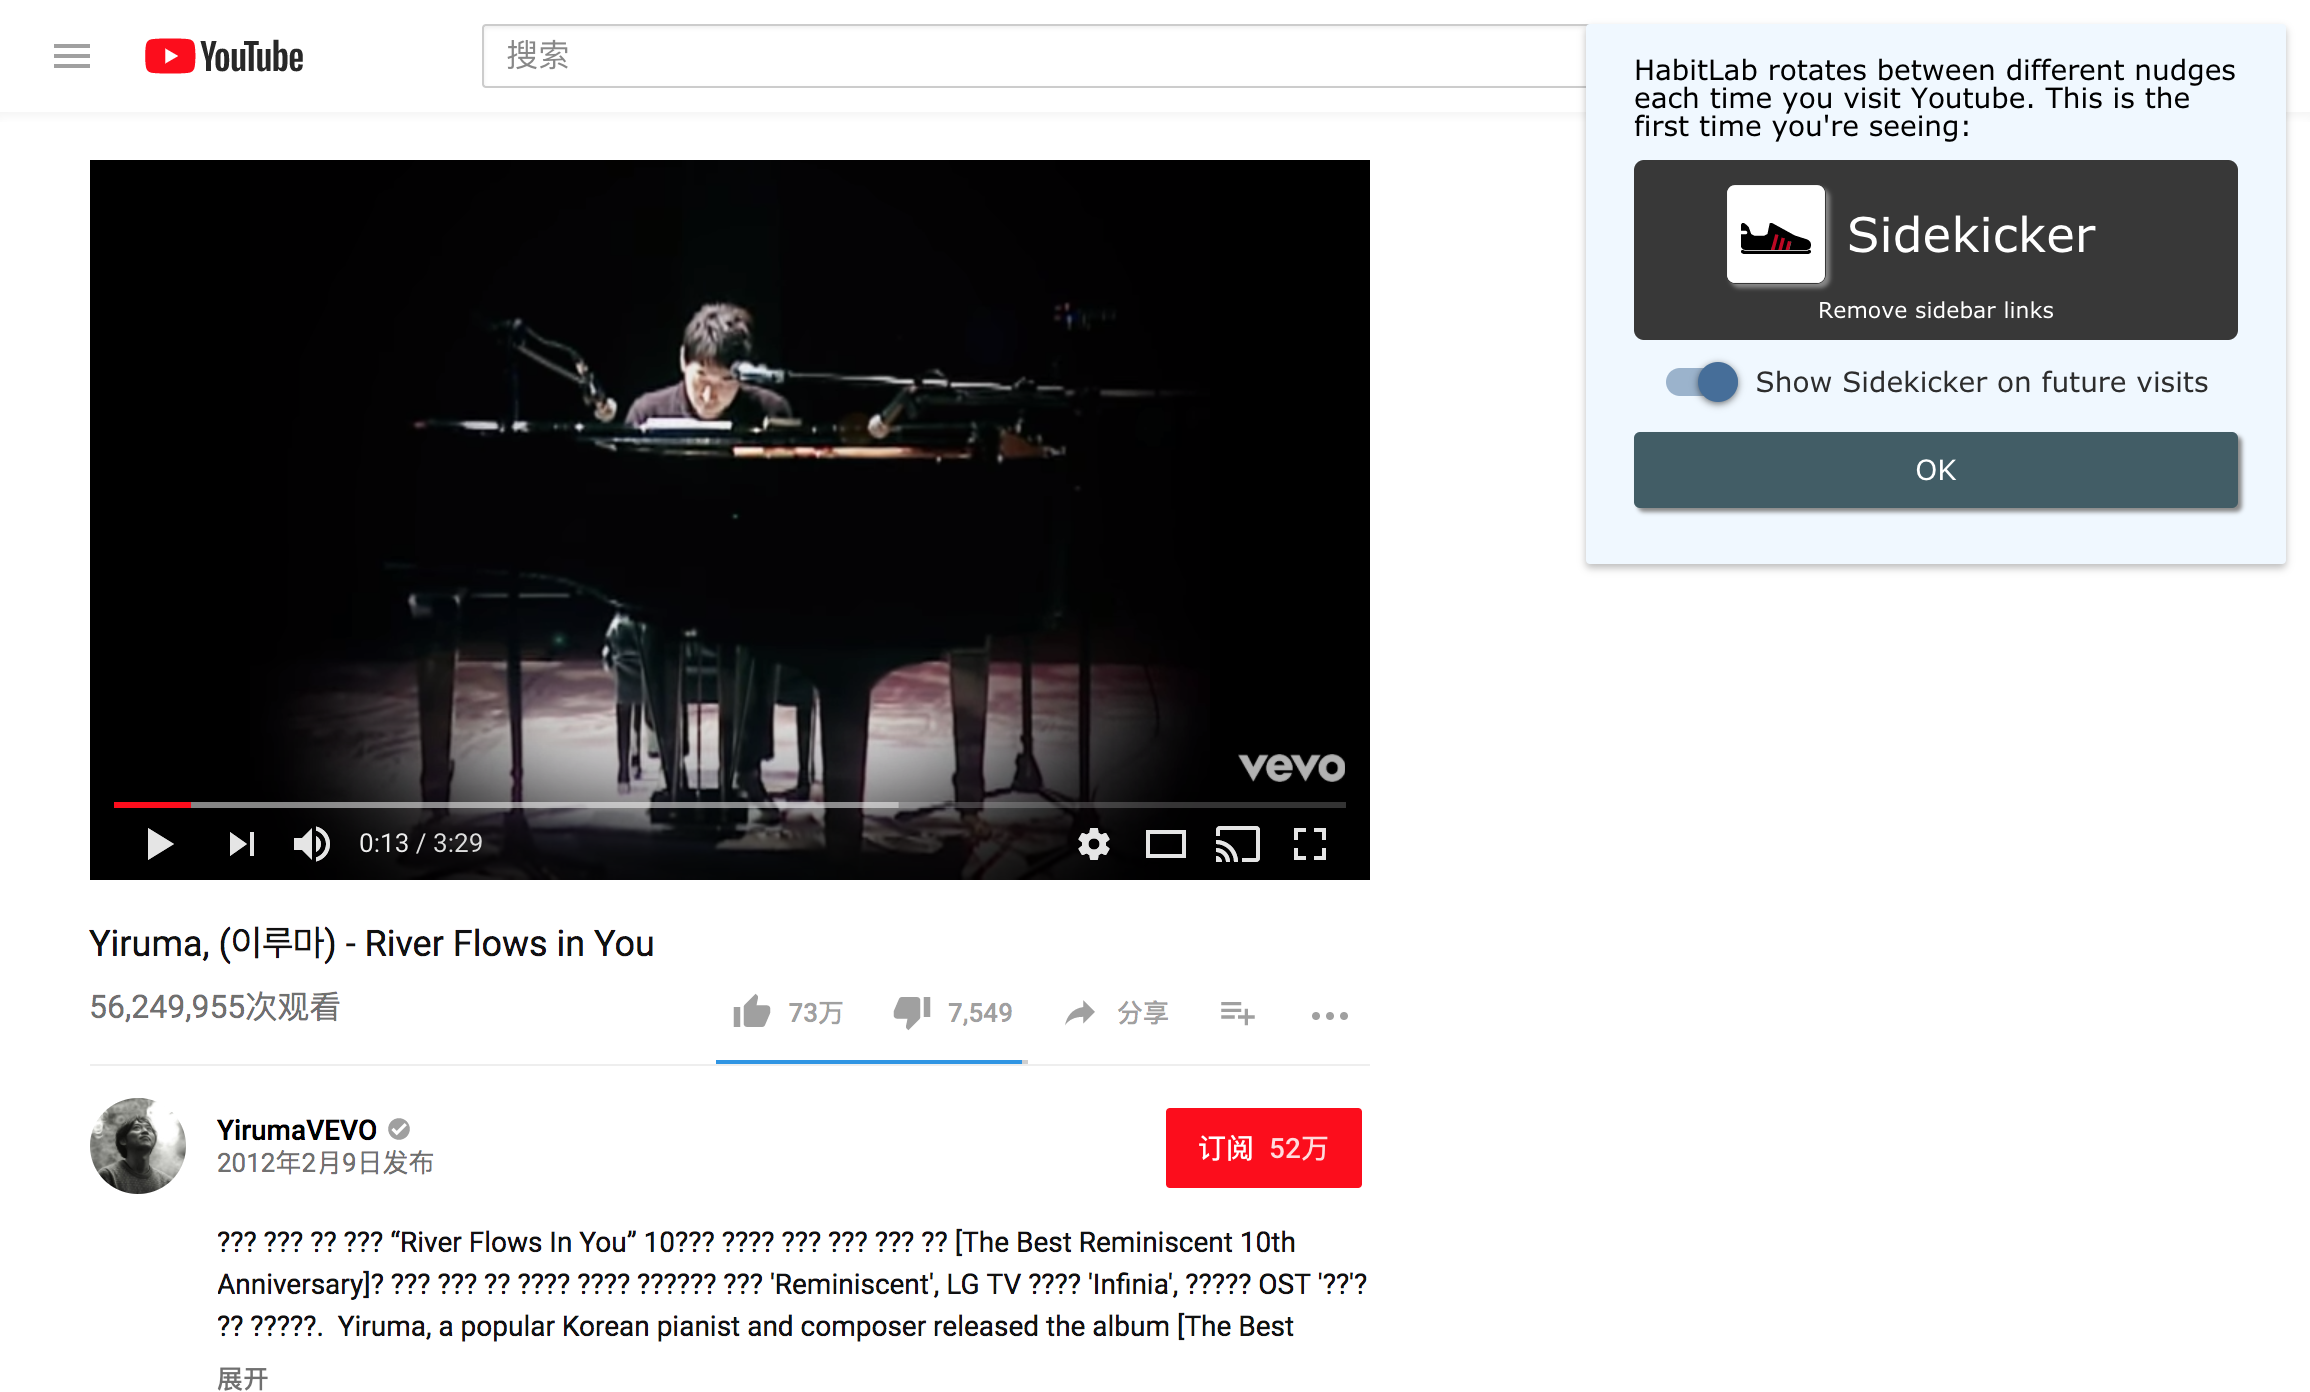 YouTube
搜索
HabitLab rotates between different nudges
each time you visit Youtube. This is the
first time you're seeing:
Sidekicker
Remove sidebar links
Show Sidekicker on future visits
OK
vevo
0:13 / 3:29
Yiruma, (이루마) - River Flows in You
56,249,955次观看
73万
7,549
分享
YirumaVEVO
2012年2月9日发布
订阅 52万
??? ??? ?? ??? “River Flows In You” 10??? ???? ??? ??? ??? ?? [The Best Reminiscent 10th
Anniversary]? ??? ??? ?? ???? ???? ?????? ??? 'Reminiscent', LG TV ???? 'Infinia', ????? OST '??'?
?? ?????. Yiruma, a popular Korean pianist and composer released the album [The Best
展开